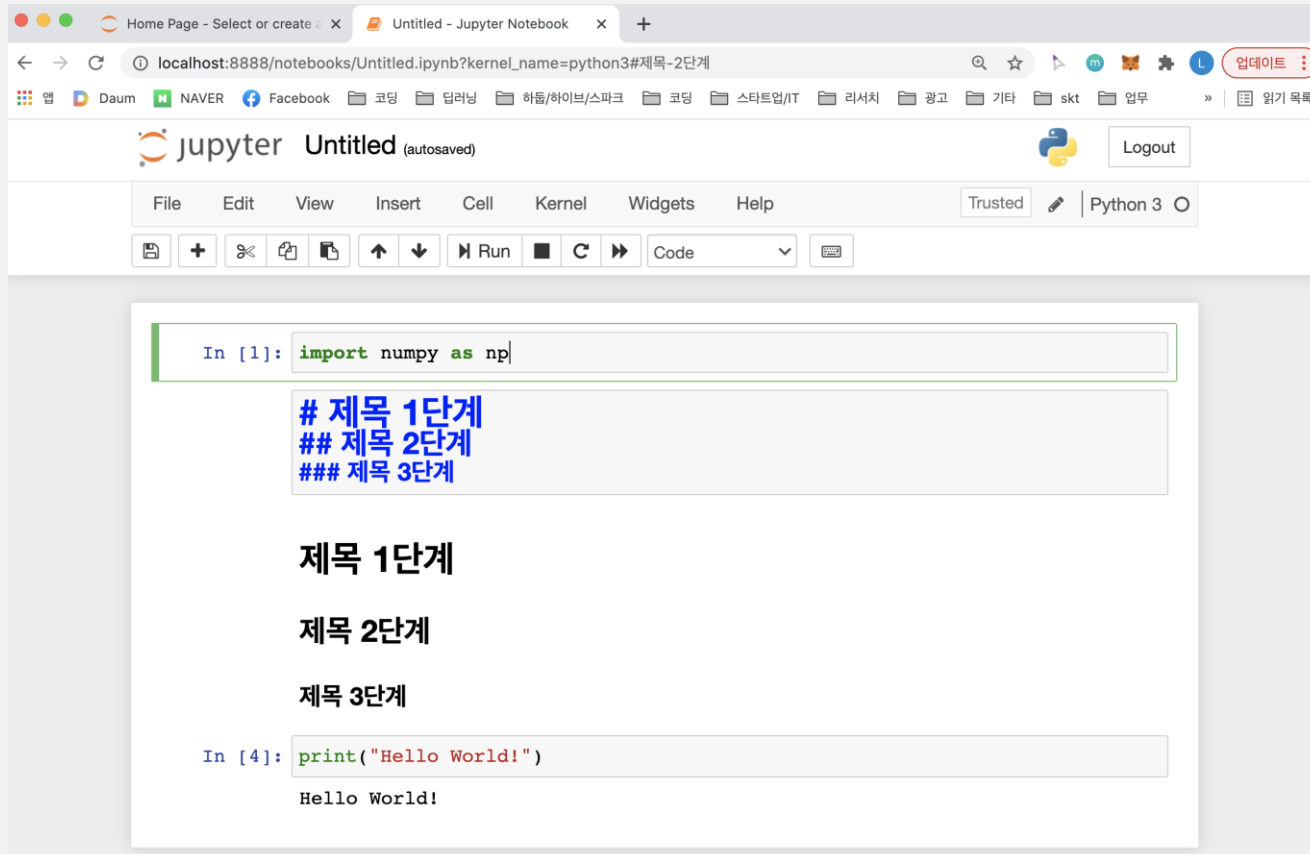 Home Page - Select or create a
Untitled - Jupyter Notebook
localhost:8888/notebooks/Untitled.ipynb?kernel_name=python3#제목-2단계
m
L
업데이트
앱
Daum
N NAVER
Facebook
코딩
딥러닝
하둡/하이브/스파크
코딩
스타트업/IT
리서치
광고
기타
skt
업무
»
읽기 목록
jupyter Untitled (autosaved)
Logout
File Edit View Insert Cell Kernel Widgets Help
Trusted
Python 3
Run
Code
In [1]: import numpy as np
# 제목 1단계
## 제목 2단계
### 제목 3단계
제목 1단계
제목 2단계
제목 3단계
In [4]: print("Hello World!")
Hello World!